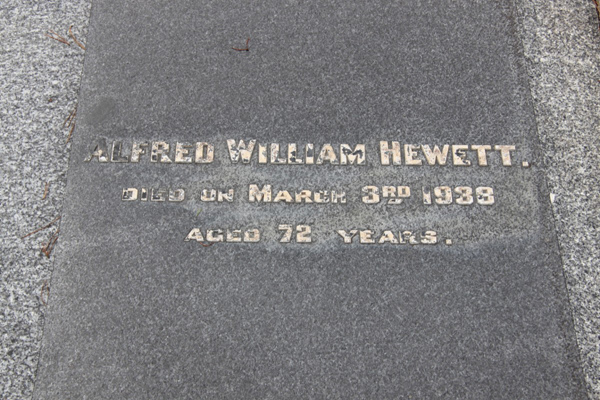 ALFRED WILLIAM HEWETT.
DIED ON MARCH 3RD 1938
AGED 72 YEARS.